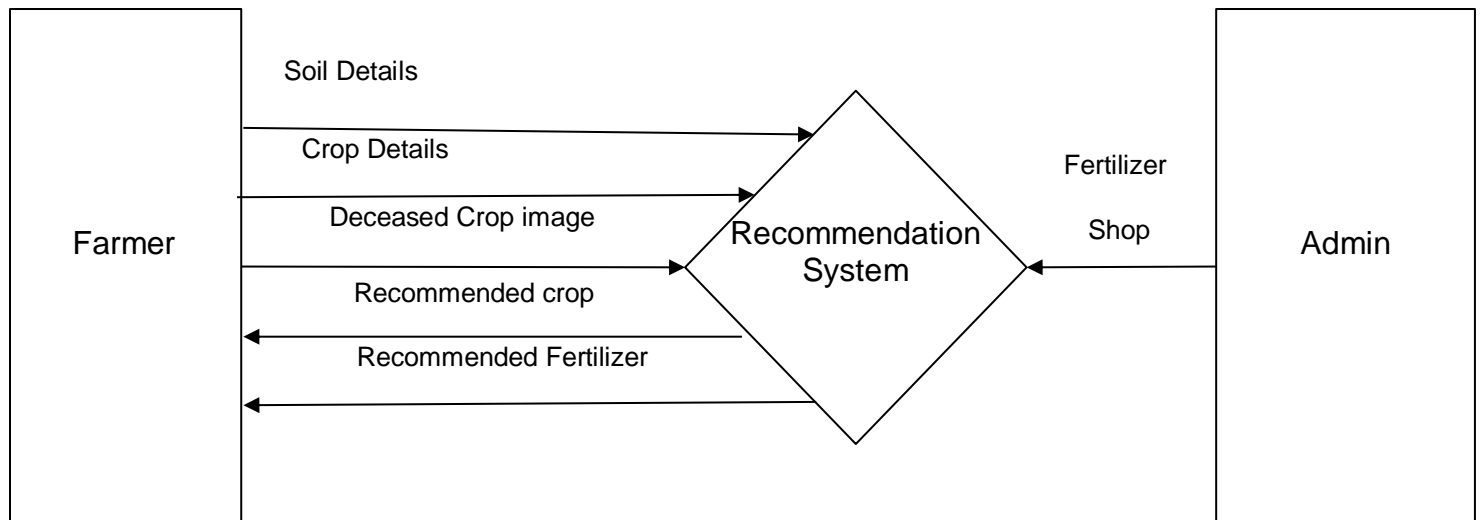 Soil Details
Crop Details
Deceased Crop image
Recommended crop
Recommended Fertilizer
Farmer
Recommendation
System
Fertilizer
Shop
Admin